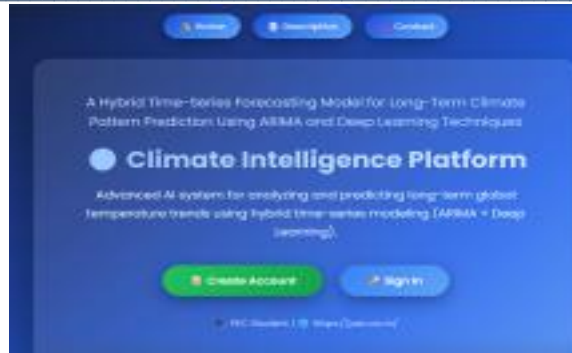 Home Description Contact
A Hybrid Time-Series Forecasting Model for Long-Term Climate
Pattern Prediction Using ARIMA and Deep Learning Techniques
Climate Intelligence Platform
Advanced AI system for analyzing and predicting long-term global
temperature trends using hybrid time-series modeling (ARIMA + Deep
Learning).
Create Account Sign In